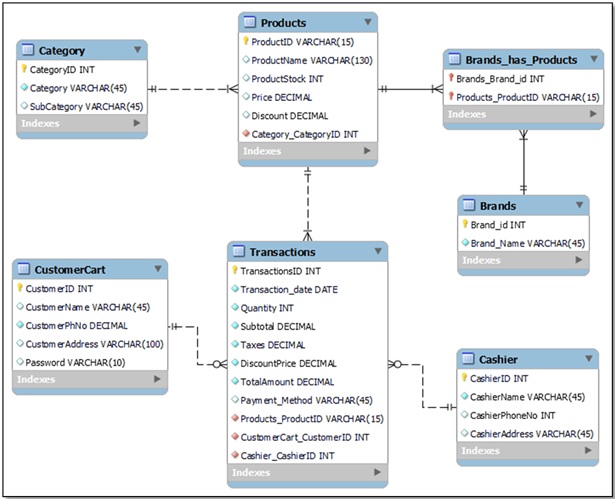 Category
CategoryID INT
Category VARCHAR(45)
SubCategory VARCHAR(45)
Indexes
Products
ProductID VARCHAR(15)
ProductName VARCHAR(130)
ProductStock INT
Price DECIMAL
Discount DECIMAL
Category_CategoryID INT
Indexes
Brands_has_Products
Brands_Brand_id INT
Products_ProductID VARCHAR(15)
Indexes
Brands
Brand_id INT
Brand_Name VARCHAR(45)
Indexes
CustomerCart
CustomerID INT
CustomerName VARCHAR(45)
CustomerPhNo DECIMAL
CustomerAddress VARCHAR(100)
Password VARCHAR(10)
Indexes
Transactions
TransactionsID INT
Transaction_date DATE
Quantity INT
Subtotal DECIMAL
Taxes DECIMAL
DiscountPrice DECIMAL
TotalAmount DECIMAL
Payment_Method VARCHAR(45)
Products_ProductID VARCHAR(15)
CustomerCart_CustomerID INT
Cashier_CashierID INT
Indexes
Cashier
CashierID INT
CashierName VARCHAR(45)
CashierPhoneNo INT
CashierAddress VARCHAR(45)
Indexes